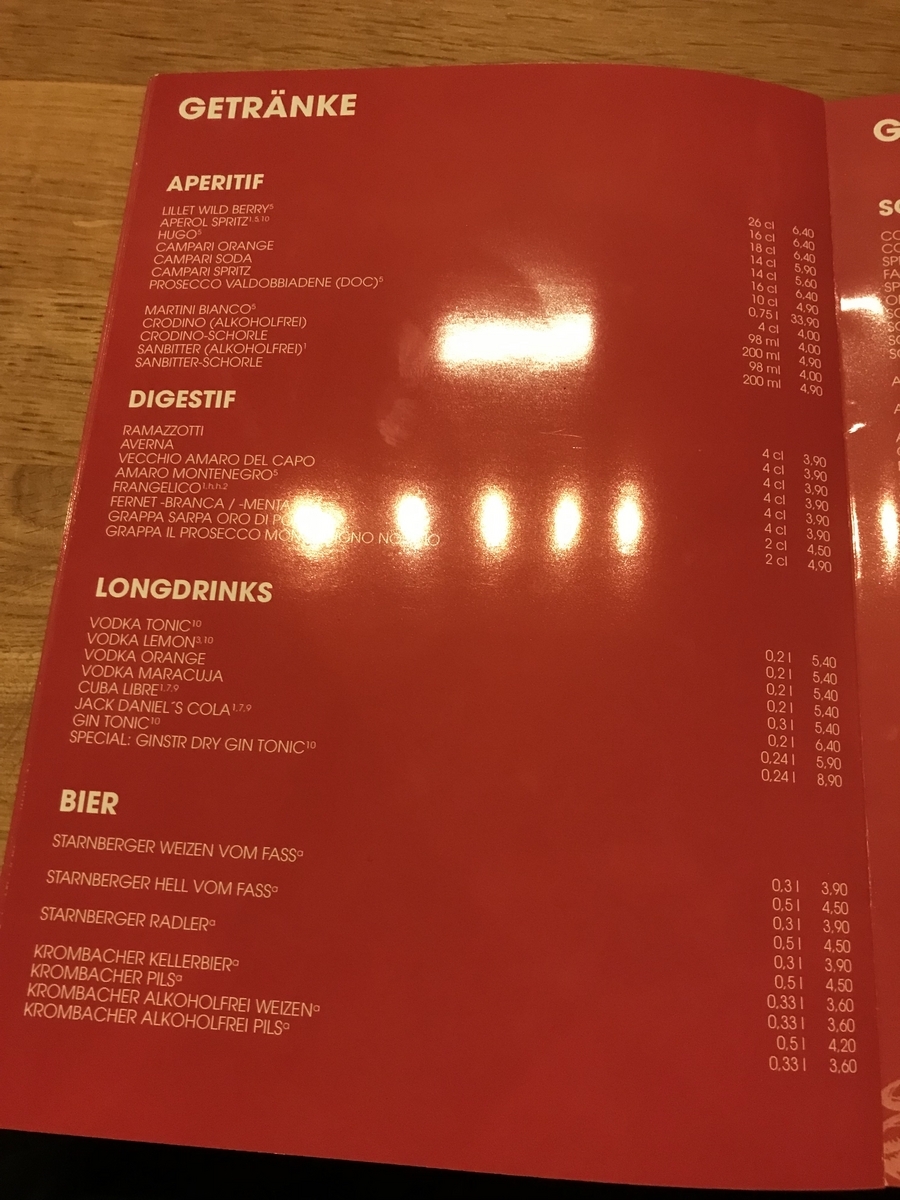 GETRÄNKE
APERITIF
LILLET WILD BERRY⁵ 26 cl 6,40
APEROL SPRITZ¹·⁵·¹⁰ 16 cl 6,40
HUGO⁵ 18 cl 6,40
CAMPARI ORANGE 14 cl 5,90
CAMPARI SODA 14 cl 5,60
CAMPARI SPRITZ 16 cl 6,40
PROSECCO VALDOBBIADENE (DOC)⁵ 10 cl 4,90
0,75 l 33,90
MARTINI BIANCO⁵ 4 cl 4,00
CRODINO (ALKOHOLFREI) 98 ml 4,00
CRODINO-SCHORLE 200 ml 4,90
SANBITTER (ALKOHOLFREI)¹ 98 ml 4,00
SANBITTER-SCHORLE 200 ml 4,90
DIGESTIF
RAMAZZOTTI 4 cl 3,90
AVERNA 4 cl 3,90
VECCHIO AMARO DEL CAPO 4 cl 3,90
AMARO MONTENEGRO⁵ 4 cl 3,90
FRANGELICO¹·ʰ·ʰ·² 4 cl 3,90
FERNET-BRANCA / -MENTA 4 cl 3,90
GRAPPA SARPA ORO DI 2 cl 4,50
GRAPPA IL PROSECCO 2 cl 4,90
LONGDRINKS
VODKA TONIC¹⁰ 0,2 l 5,40
VODKA LEMON³·¹⁰ 0,2 l 5,40
VODKA ORANGE 0,2 l 5,40
VODKA MARACUJA 0,2 l 5,40
CUBA LIBRE¹·⁷·⁹ 0,3 l 5,40
JACK DANIEL´S COLA¹·⁷·⁹ 0,2 l 6,40
GIN TONIC¹⁰ 0,24 l 5,90
SPECIAL: GINSTR DRY GIN TONIC¹⁰ 0,24 l 8,90
BIER
STARNBERGER WEIZEN VOM FASSᵃ 0,3 l 3,90
0,5 l 4,50
STARNBERGER HELL VOM FASSᵃ 0,3 l 3,90
0,5 l 4,50
STARNBERGER RADLERᵃ 0,3 l 3,90
0,5 l 4,50
KROMBACHER KELLERBIERᵃ 0,33 l 3,60
KROMBACHER PILSᵃ 0,33 l 3,60
KROMBACHER ALKOHOLFREI WEIZENᵃ 0,5 l 4,20
KROMBACHER ALKOHOLFREI PILSᵃ 0,33 l 3,60